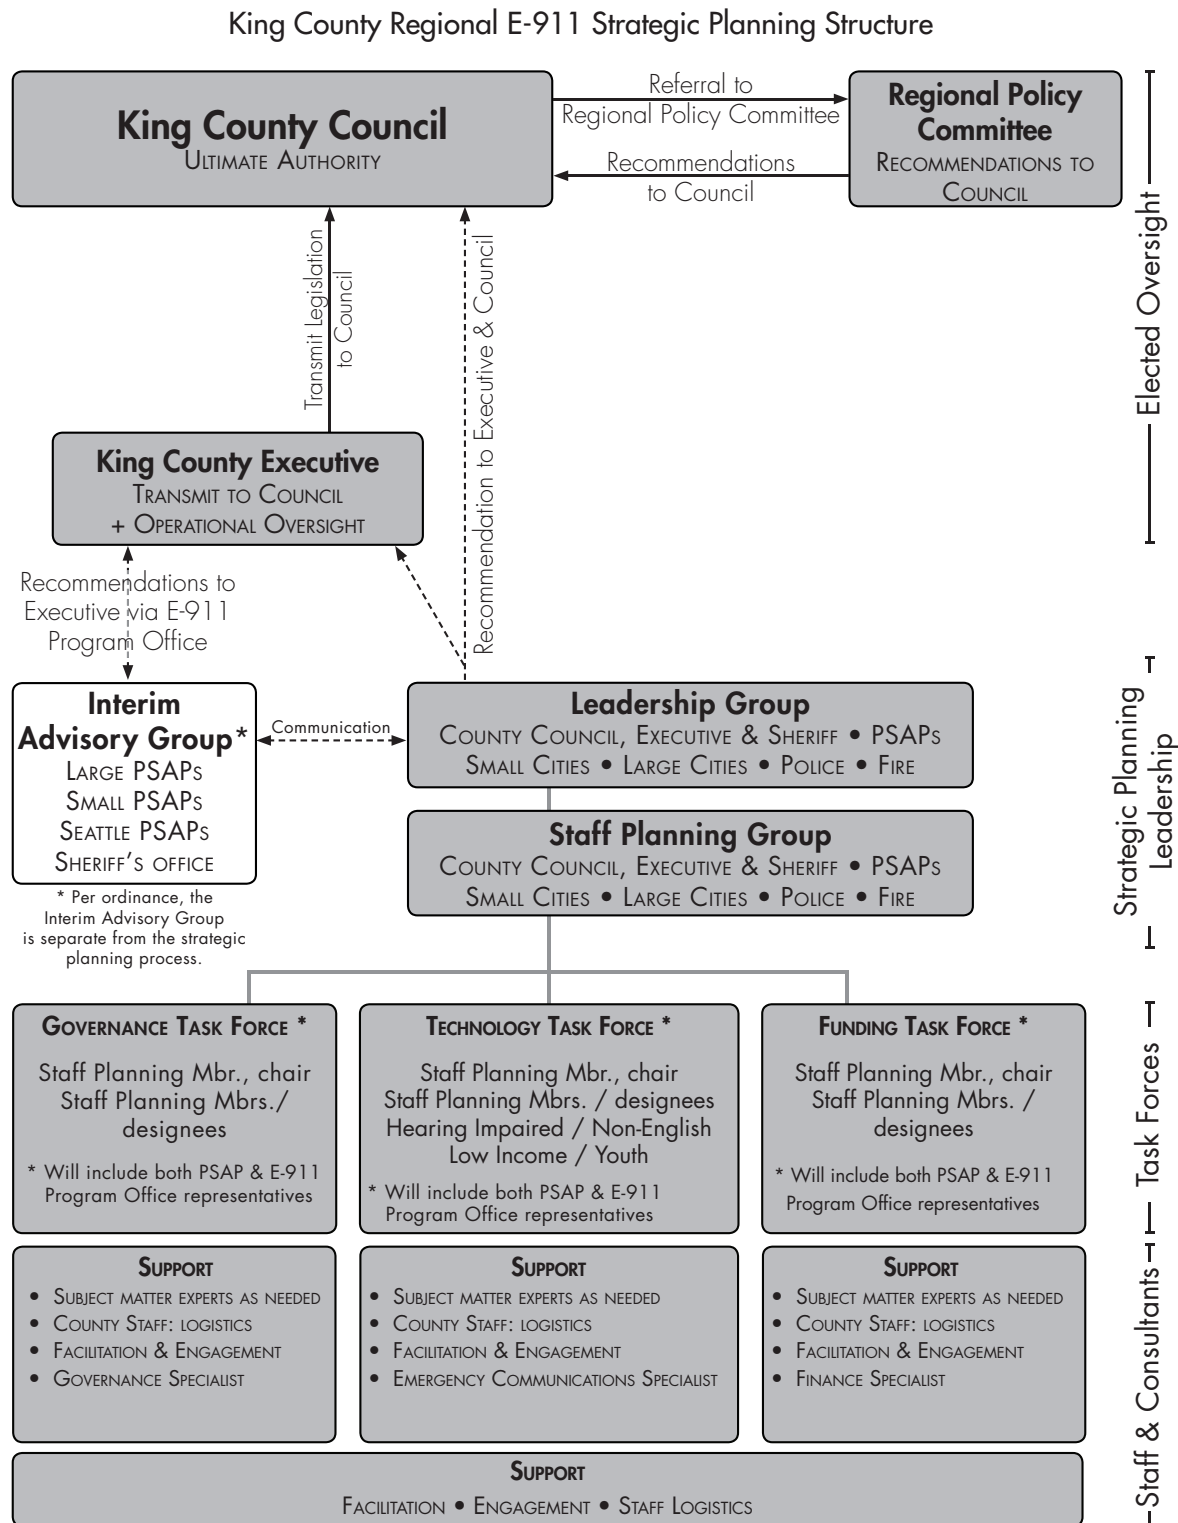 King County Regional E-911 Strategic Planning Structure
King County Council
Ultimate Authority
Referral to
Regional Policy Committee
Recommendations
to Council
Regional Policy
Committee
Recommendations to
Council
Elected Oversight
Transmit Legislation
to Council
Recommendation to Executive & Council
King County Executive
Transmit to Council
+ Operational Oversight
Recommendations to
Executive via E-911
Program Office
Interim
Advisory Group*
Large PSAPs
Small PSAPs
Seattle PSAPs
Sheriff's office
* Per ordinance, the
Interim Advisory Group
is separate from the strategic
planning process.
Communication
Leadership Group
County Council, Executive & Sheriff • PSAPs
Small Cities • Large Cities • Police • Fire
Staff Planning Group
County Council, Executive & Sheriff • PSAPs
Small Cities • Large Cities • Police • Fire
Strategic Planning
Leadership
Governance Task Force *
Staff Planning Mbr., chair
Staff Planning Mbrs./
designees
* Will include both PSAP & E-911
Program Office representatives
Technology Task Force *
Staff Planning Mbr., chair
Staff Planning Mbrs. / designees
Hearing Impaired / Non-English
Low Income / Youth
* Will include both PSAP & E-911
Program Office representatives
Funding Task Force *
Staff Planning Mbr., chair
Staff Planning Mbrs. /
designees
* Will include both PSAP & E-911
Program Office representatives
Task Forces
Support
• Subject matter experts as needed
• County Staff: logistics
• Facilitation & Engagement
• Governance Specialist
Support
• Subject matter experts as needed
• County Staff: logistics
• Facilitation & Engagement
• Emergency Communications Specialist
Support
• Subject matter experts as needed
• County Staff: logistics
• Facilitation & Engagement
• Finance Specialist
Support
Facilitation • Engagement • Staff Logistics
Staff & Consultants